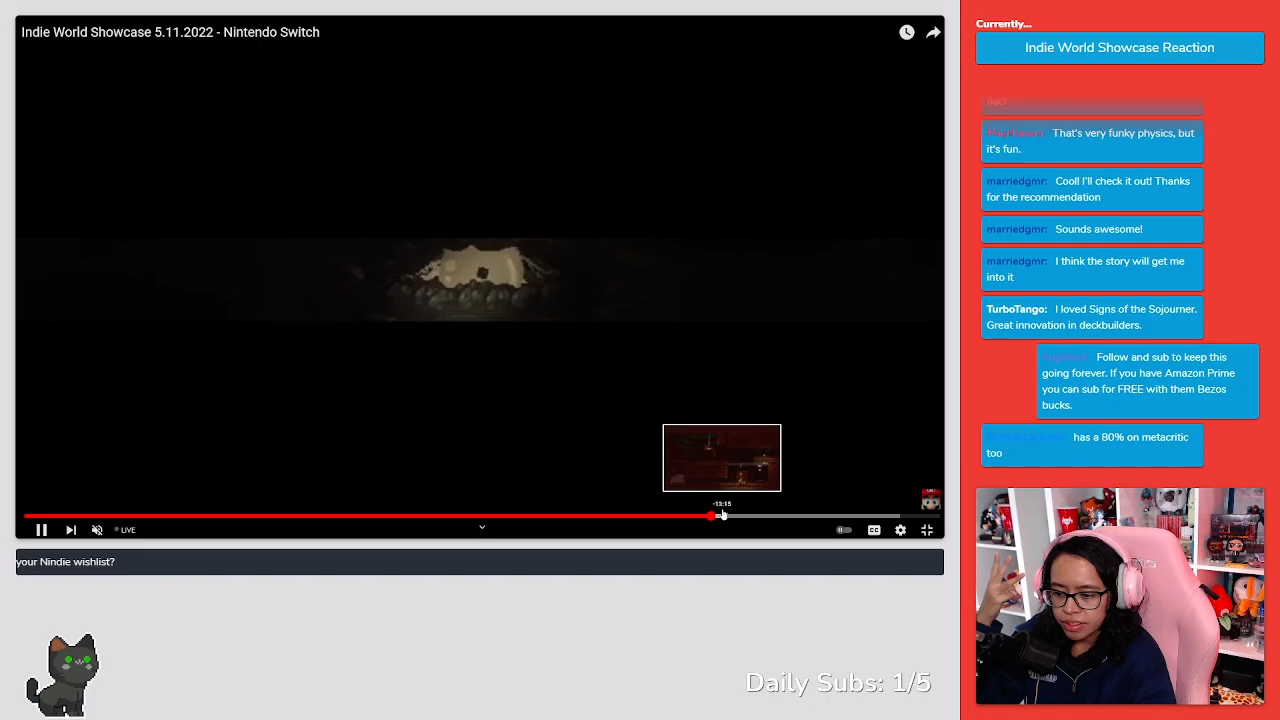 Indie World Showcase 5.11.2022 - Nintendo Switch
-13:15
LIVE
CC
your Nindie wishlist?
Daily Subs: 1/5
Currently...
Indie World Showcase Reaction
That's very funky physics, but
it's fun.
marriedgmr: Cool! I'll check it out! Thanks
for the recommendation
marriedgmr: Sounds awesome!
marriedgmr: I think the story will get me
into it
TurboTango: I loved Signs of the Sojourner.
Great innovation in deckbuilders.
Follow and sub to keep this
going forever. If you have Amazon Prime
you can sub for FREE with them Bezos
bucks.
has a 80% on metacritic
too